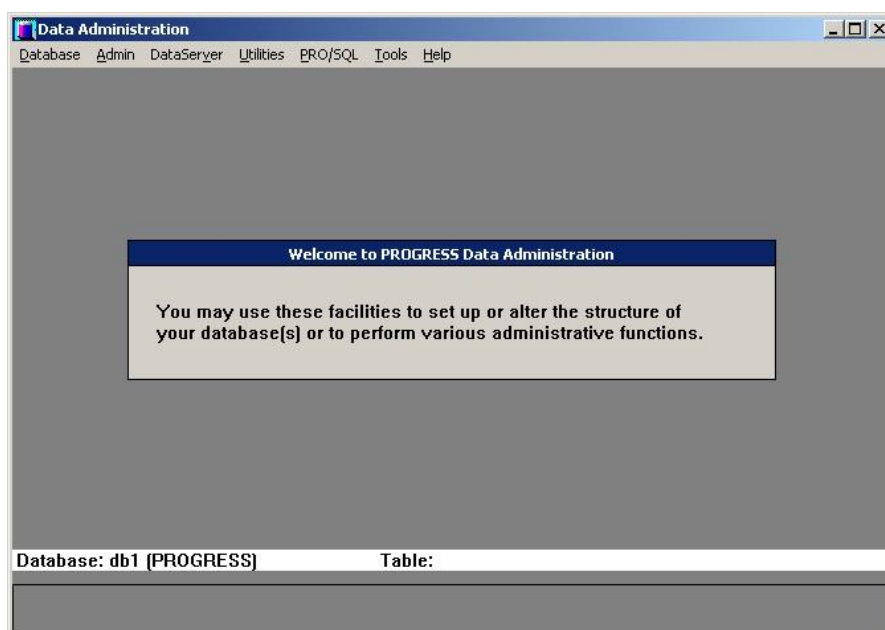 Data Administration
Database Admin DataServer Utilities PRO/SQL Tools Help
Welcome to PROGRESS Data Administration
You may use these facilities to set up or alter the structure of
your database(s) or to perform various administrative functions.
Database: db1 (PROGRESS) Table: